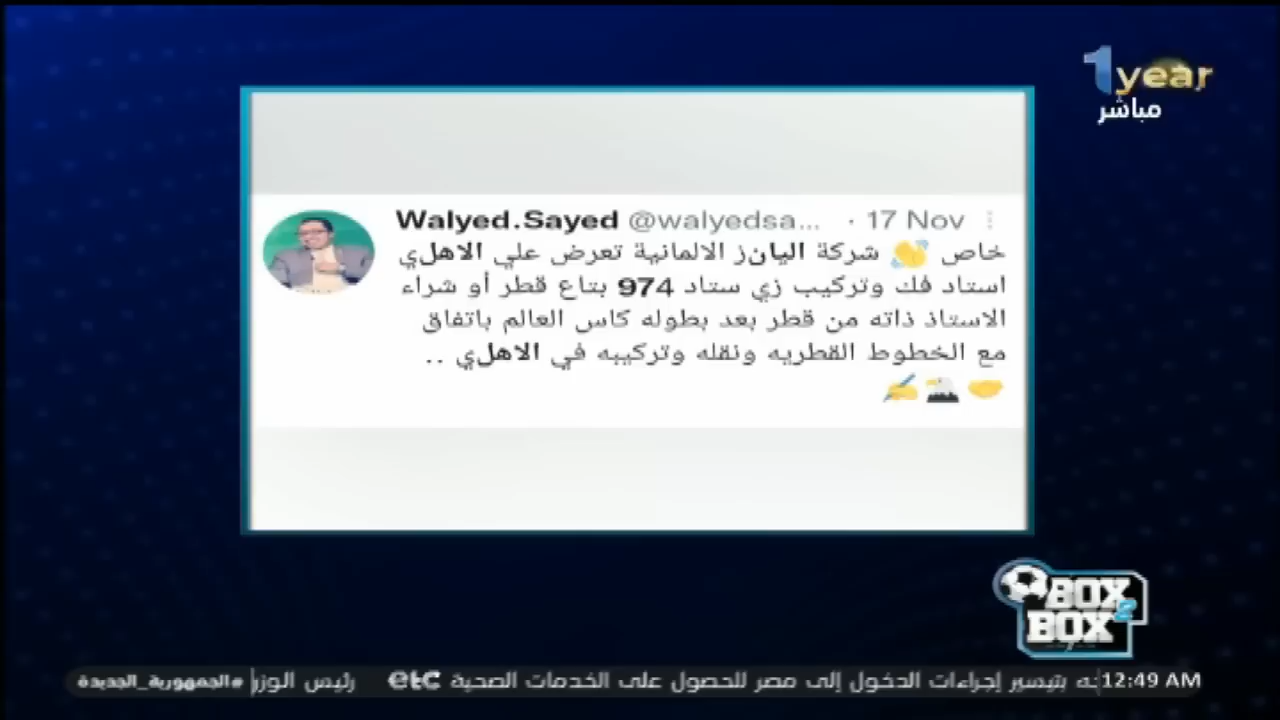 1year
مباشر
Walyed.Sayed @walyedsa... · 17 Nov
خاص 👏 شركة اليانز الالمانية تعرض علي الاهلي
استاد فك وتركيب زي ستاد 974 بتاع قطر أو شراء
الاستاذ ذاته من قطر بعد بطوله كاس العالم باتفاق
مع الخطوط القطريه ونقله وتركيبه في الاهلي ..
🤝 🦅 ✍
BOX 2
BOX
12:49 AM
جه بتيسير إجراءات الدخول إلى مصر للحصول على الخدمات الصحية etc رئيس الوزر
#الجمهورية_الجديدة